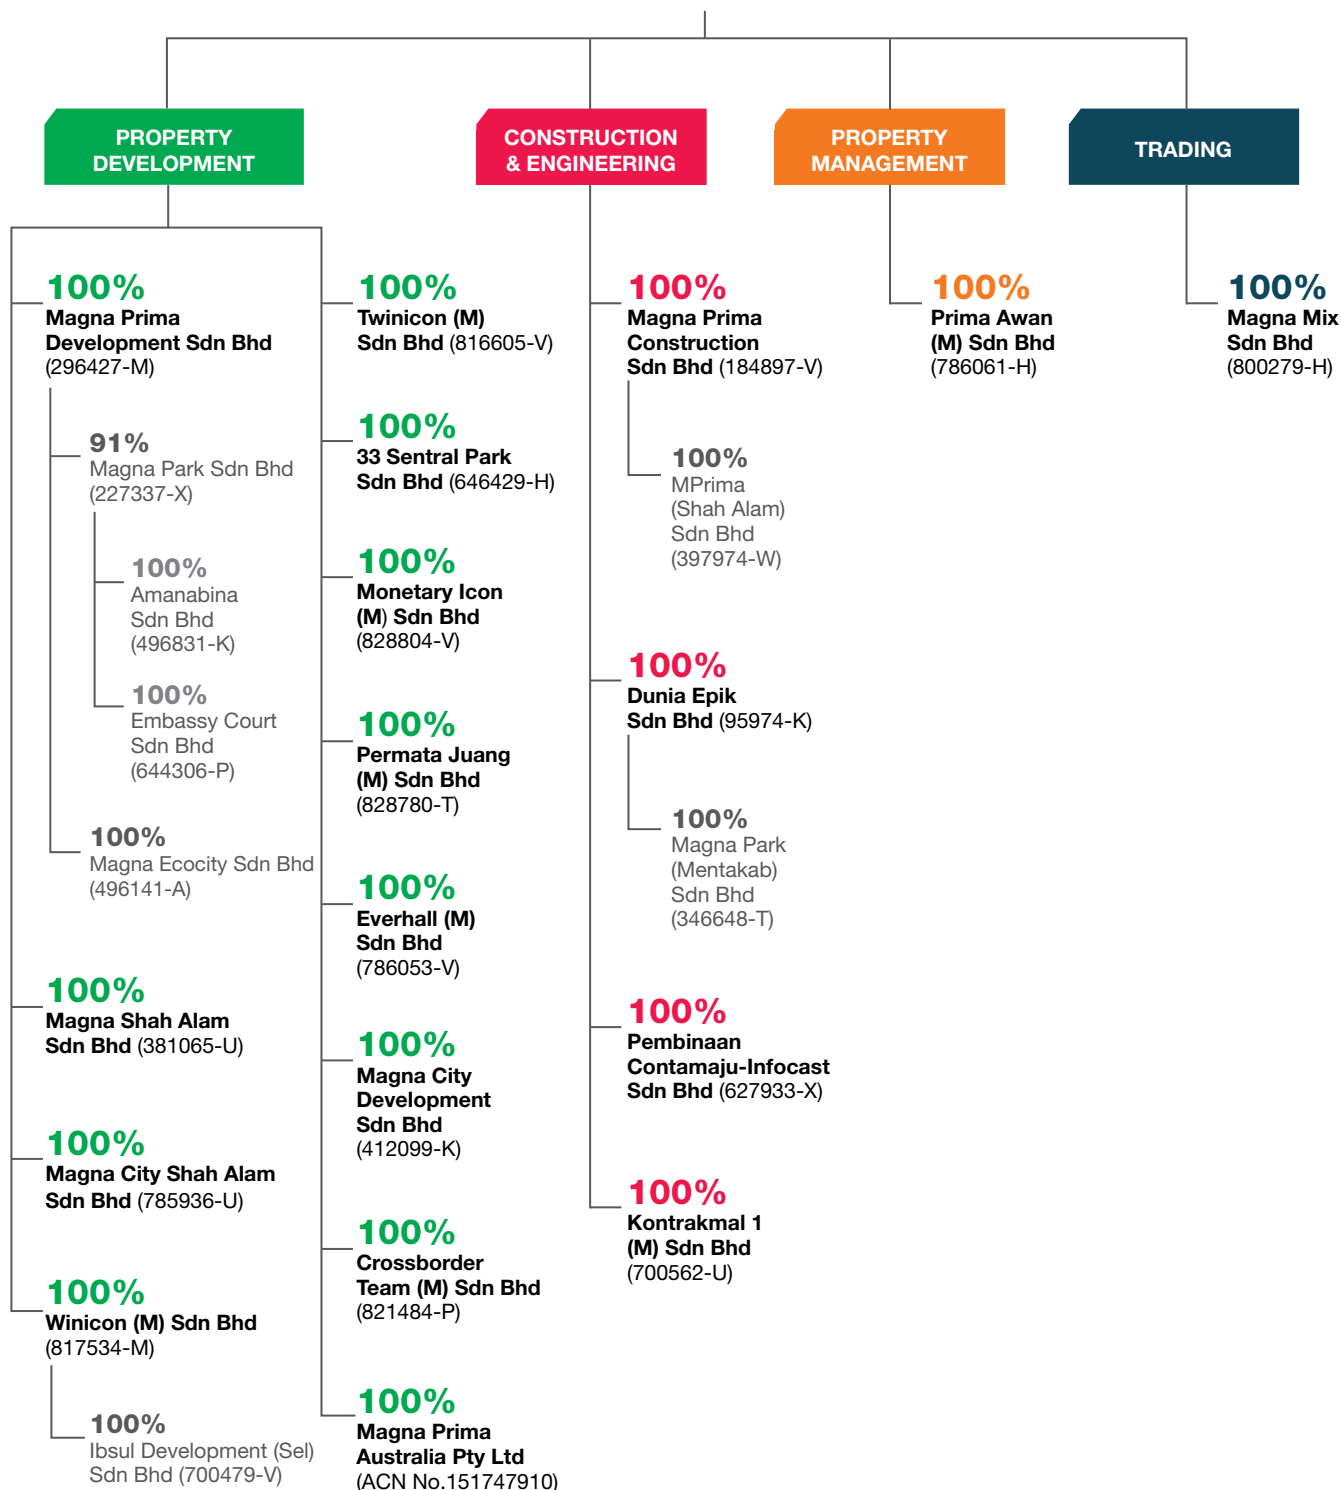 PROPERTY
DEVELOPMENT
CONSTRUCTION
& ENGINEERING
PROPERTY
MANAGEMENT
TRADING
100%
Magna Prima
Development Sdn Bhd
(296427-M)
91%
Magna Park Sdn Bhd
(227337-X)
100%
Amanabina
Sdn Bhd
(496831-K)
100%
Embassy Court
Sdn Bhd
(644306-P)
100%
Magna Ecocity Sdn Bhd
(496141-A)
100%
Magna Shah Alam
Sdn Bhd (381065-U)
100%
Magna City Shah Alam
Sdn Bhd (785936-U)
100%
Winicon (M) Sdn Bhd
(817534-M)
100%
Ibsul Development (Sel)
Sdn Bhd (700479-V)
100%
Twinicon (M)
Sdn Bhd (816605-V)
100%
33 Sentral Park
Sdn Bhd (646429-H)
100%
Monetary Icon
(M) Sdn Bhd
(828804-V)
100%
Permata Juang
(M) Sdn Bhd
(828780-T)
100%
Everhall (M)
Sdn Bhd
(786053-V)
100%
Magna City
Development
Sdn Bhd
(412099-K)
100%
Crossborder
Team (M) Sdn Bhd
(821484-P)
100%
Magna Prima
Australia Pty Ltd
(ACN No.151747910)
100%
Magna Prima
Construction
Sdn Bhd (184897-V)
100%
MPrima
(Shah Alam)
Sdn Bhd
(397974-W)
100%
Dunia Epik
Sdn Bhd (95974-K)
100%
Magna Park
(Mentakab)
Sdn Bhd
(346648-T)
100%
Pembinaan
Contamaju-Infocast
Sdn Bhd (627933-X)
100%
Kontrakmal 1
(M) Sdn Bhd
(700562-U)
100%
Prima Awan
(M) Sdn Bhd
(786061-H)
100%
Magna Mix
Sdn Bhd
(800279-H)